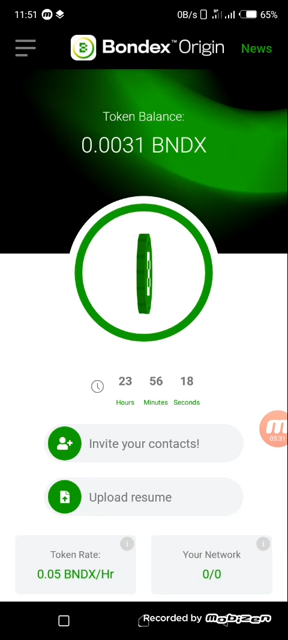 11:51
0B/s
65%
Bondex™ Origin
News
Token Balance:
0.0031 BNDX
23 56 18
Hours Minutes Seconds
Invite your contacts!
Upload resume
Token Rate:
0.05 BNDX/Hr
Your Network
0/0
Recorded by mobizen